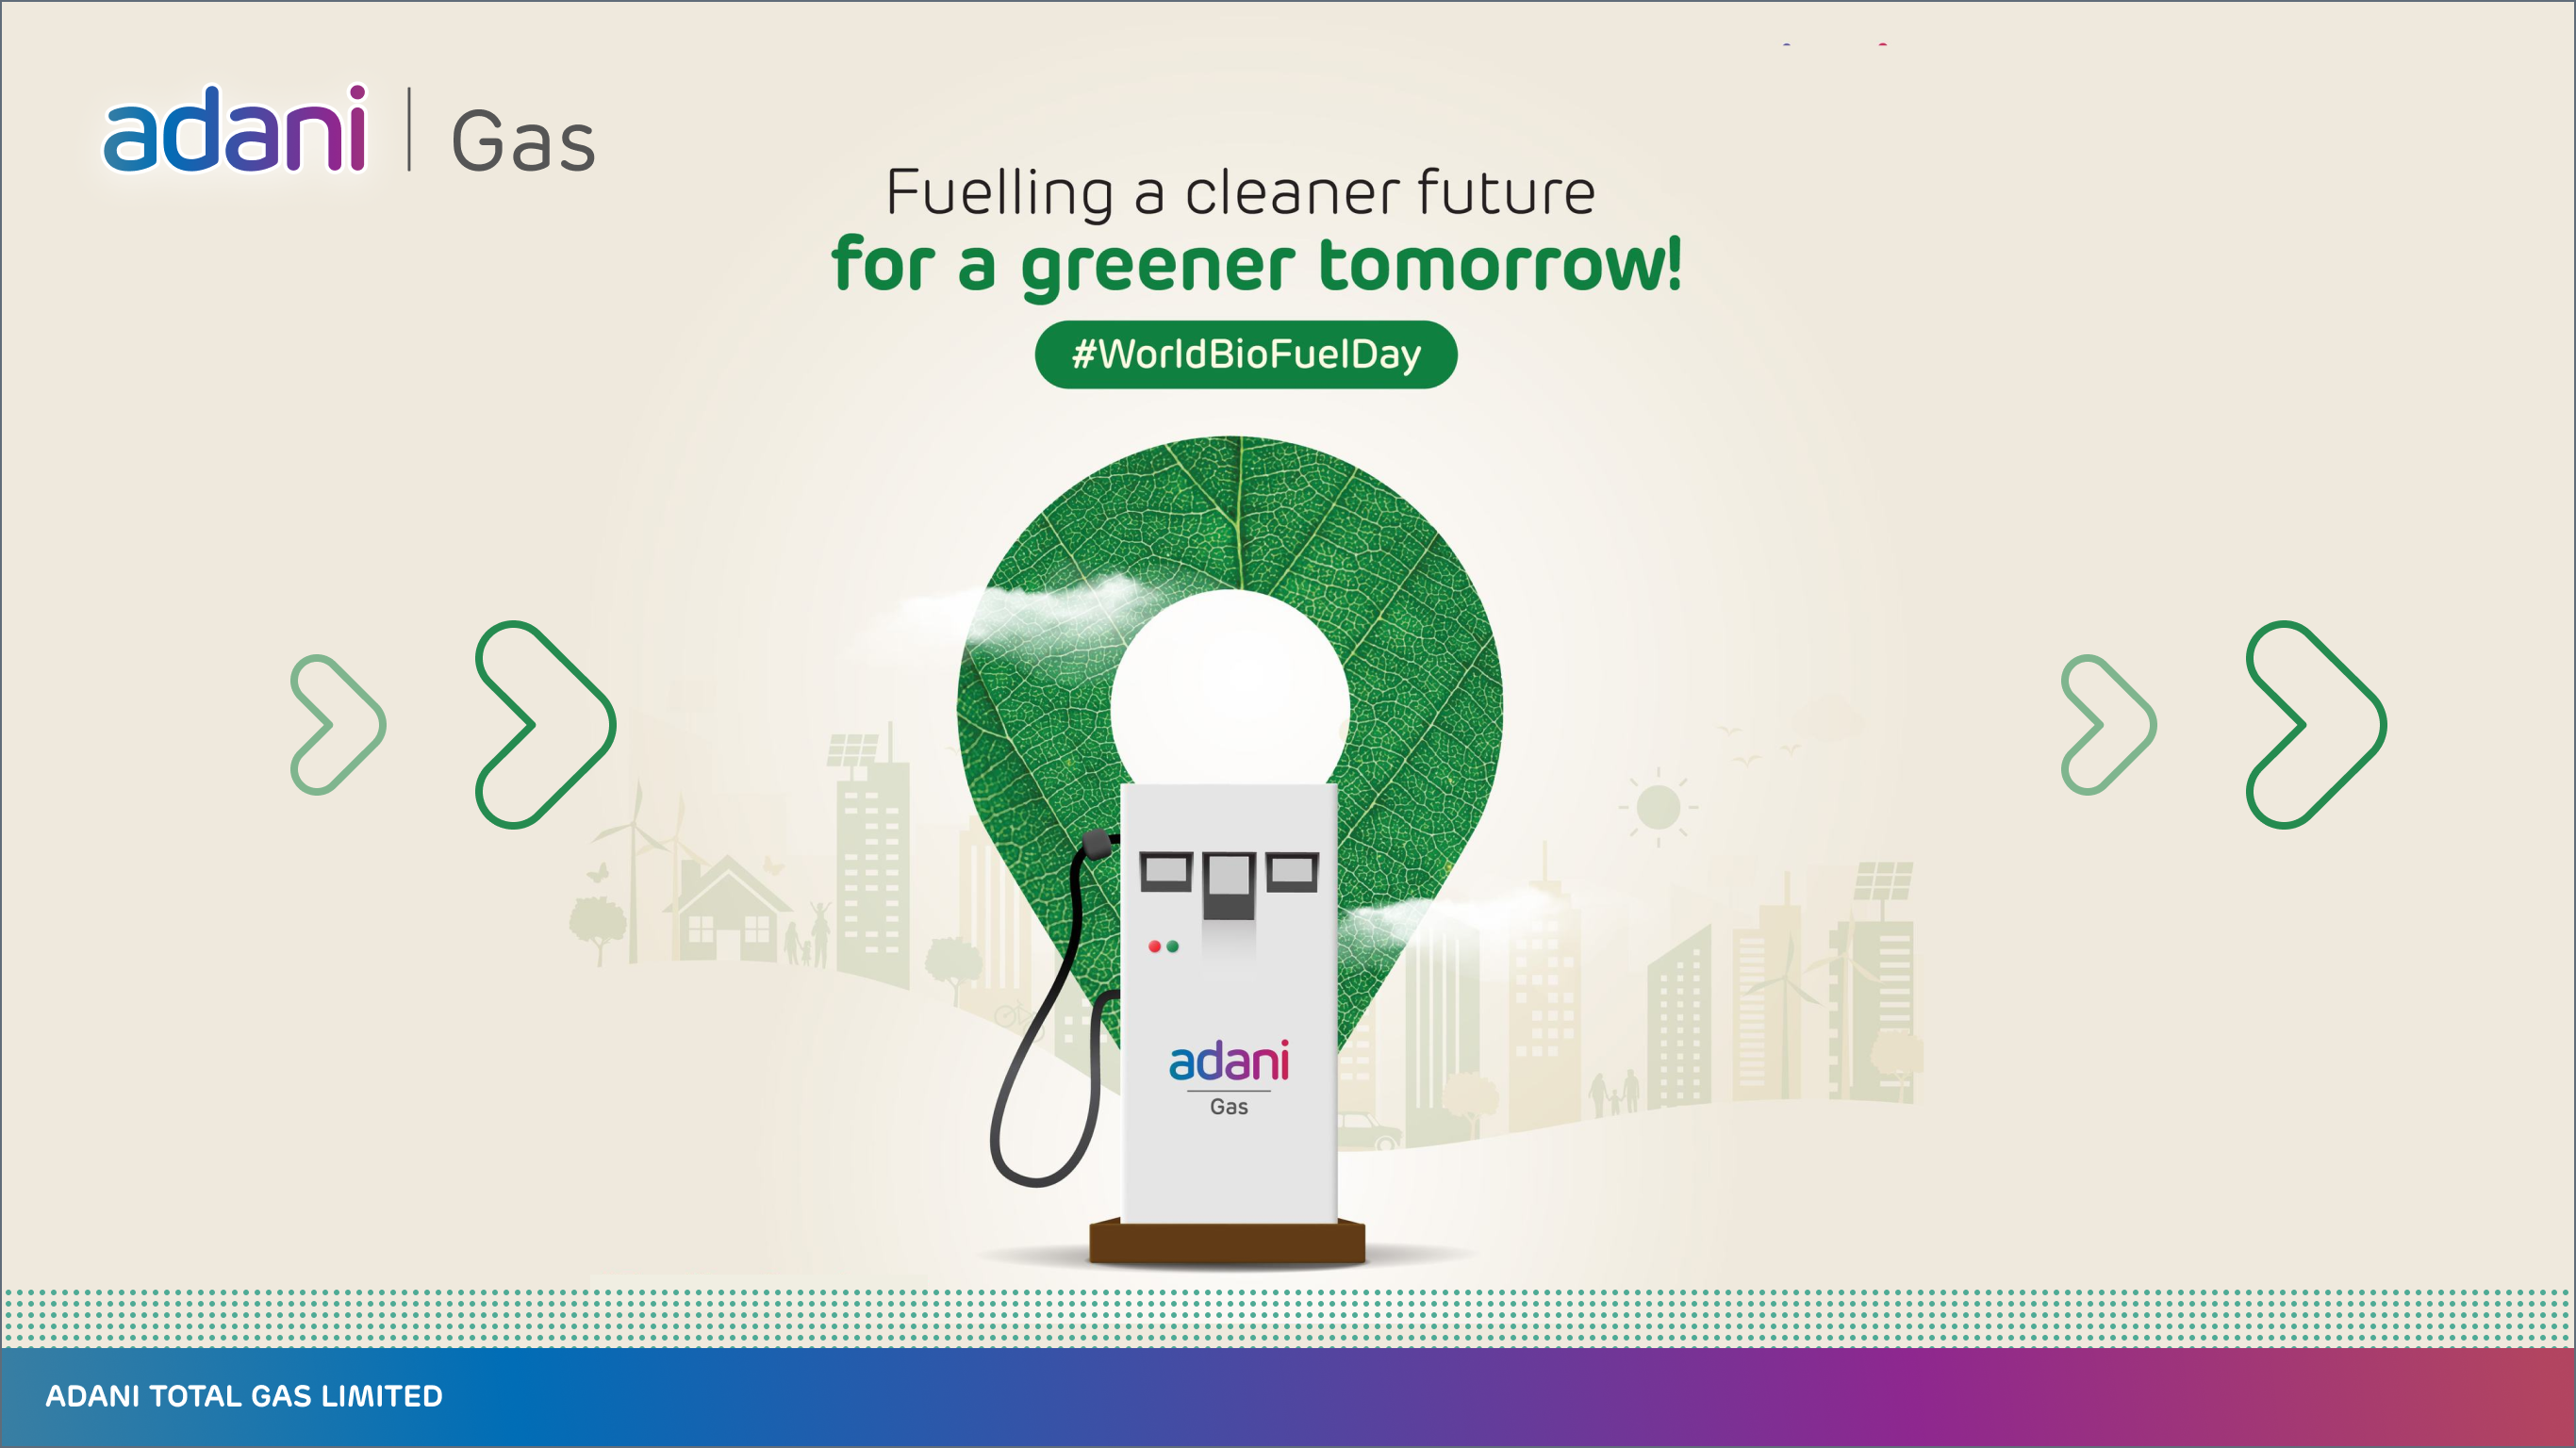 adani | Gas
Fuelling a cleaner future
for a greener tomorrow!
#WorldBioFuelDay
adani
Gas
ADANI TOTAL GAS LIMITED